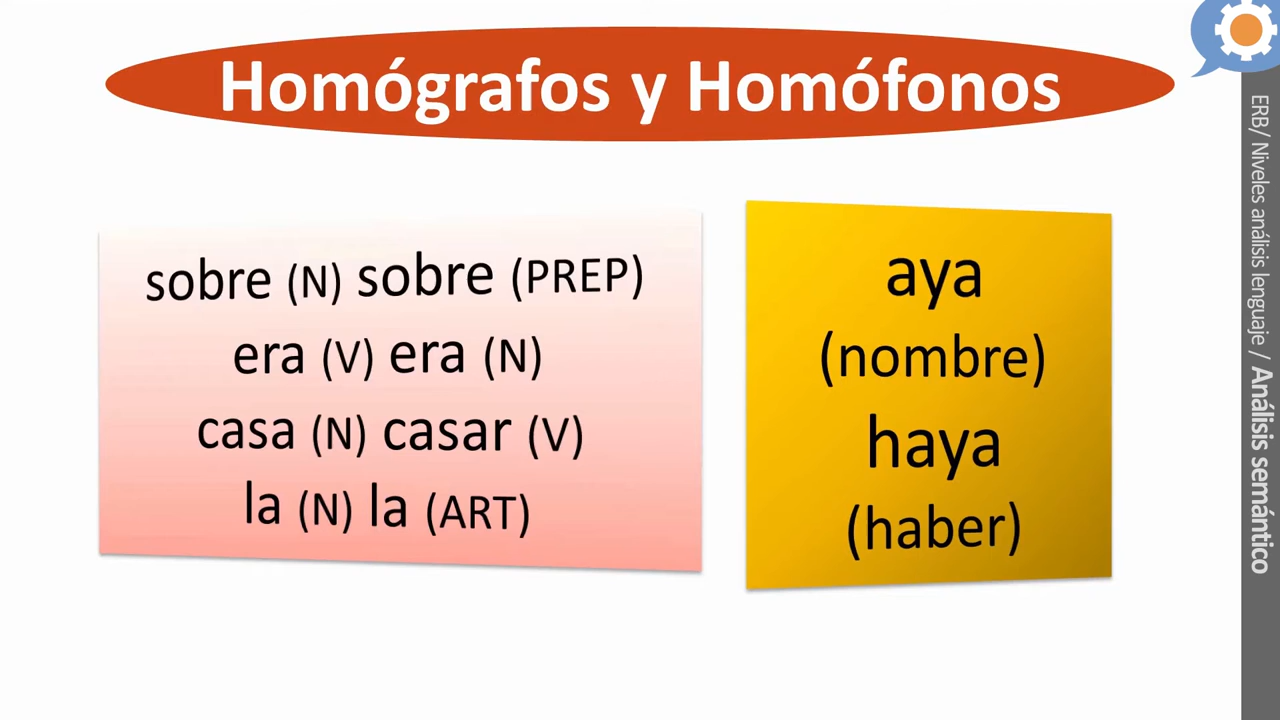 Homógrafos y Homófonos
sobre (N) sobre (PREP)
era (V) era (N)
casa (N) casar (V)
la (N) la (ART)
aya
(nombre)
haya
(haber)
ERB/ Niveles análisis lenguaje / Análisis semántico